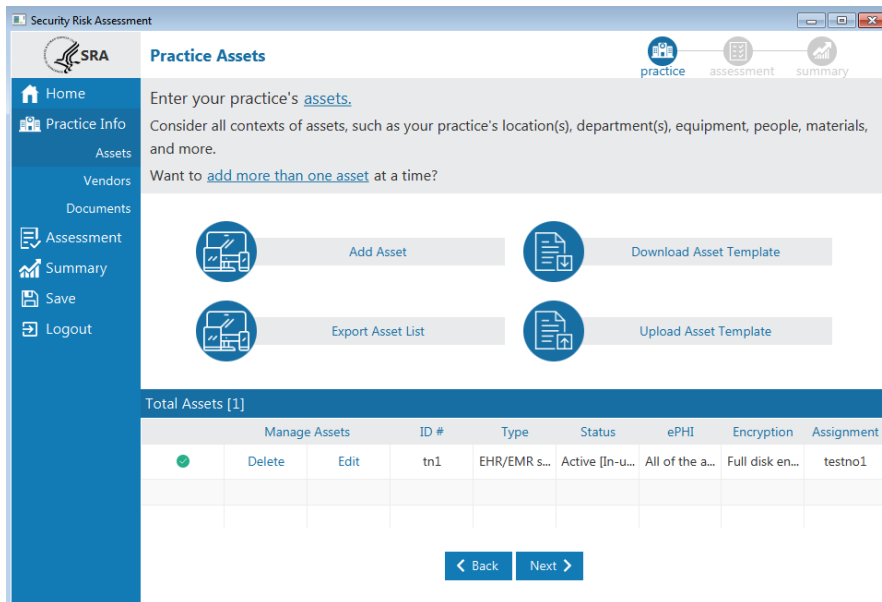 Security Risk Assessment
SRA
Practice Assets
practice
assessment
summary
Home
Practice Info
Assets
Vendors
Documents
Assessment
Summary
Save
Logout
Enter your practice's assets.
Consider all contexts of assets, such as your practice's location(s), department(s), equipment, people, materials,
and more.
Want to add more than one asset at a time?
Add Asset
Download Asset Template
Export Asset List
Upload Asset Template
Total Assets [1]
Manage Assets ID # Type Status ePHI Encryption Assignment
Delete Edit tn1 EHR/EMR s... Active [In-u... All of the a... Full disk en... testno1
Back Next